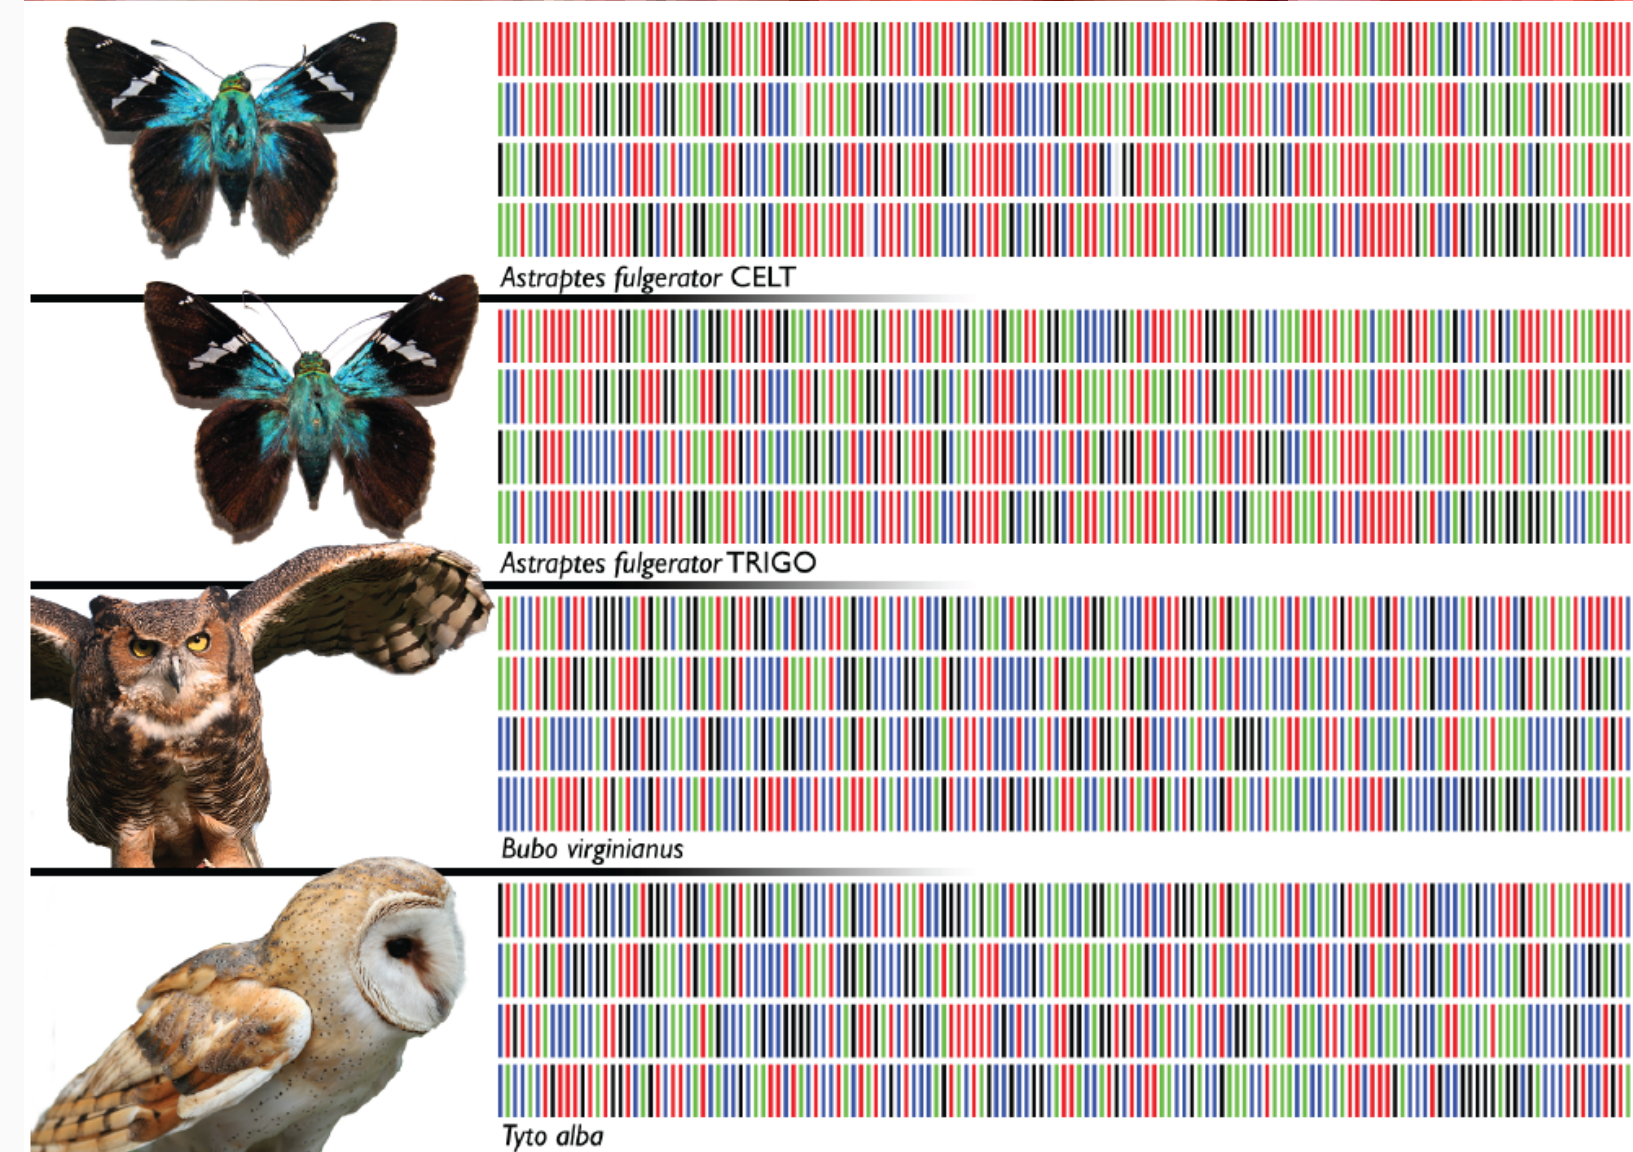 Astraptes fulgerator CELT
Astraptes fulgerator TRIGO
Bubo virginianus
Tyto alba